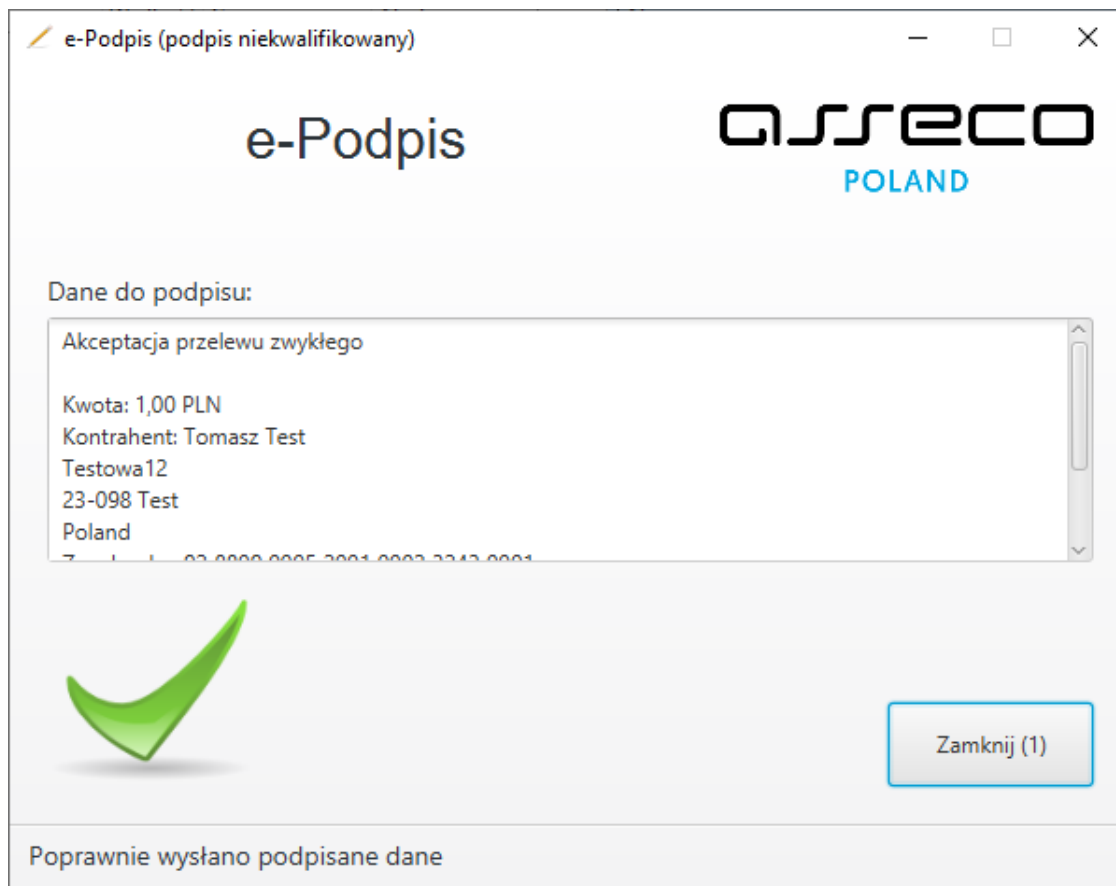 e-Podpis (podpis niekwalifikowany)
e-Podpis
asseco
POLAND
Dane do podpisu:
Akceptacja przelewu zwykłego
Kwota: 1,00 PLN
Kontrahent: Tomasz Test
Testowa12
23-098 Test
Poland
Zamknij (1)
Poprawnie wysłano podpisane dane